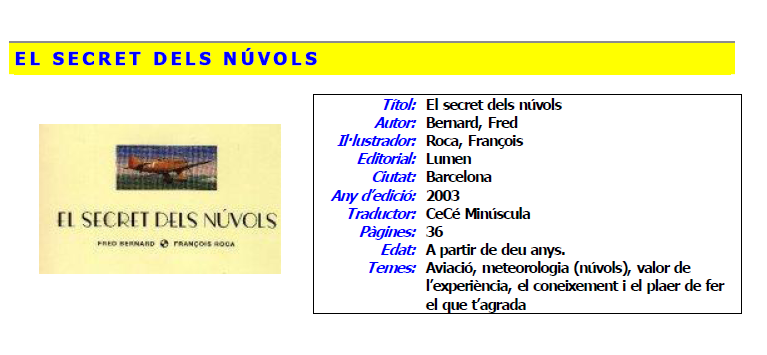 EL SECRET DELS NÚVOLS
EL SECRET DELS NÚVOLS
FRED BERNARD FRANÇOIS ROCA
Títol: El secret dels núvols
Autor: Bernard, Fred
Il·lustrador: Roca, François
Editorial: Lumen
Ciutat: Barcelona
Any d’edició: 2003
Traductor: CeCé Minúscula
Pàgines: 36
Edat: A partir de deu anys.
Temes: Aviació, meteorologia (núvols), valor de
l’experiència, el coneixement i el plaer de fer
el que t’agrada